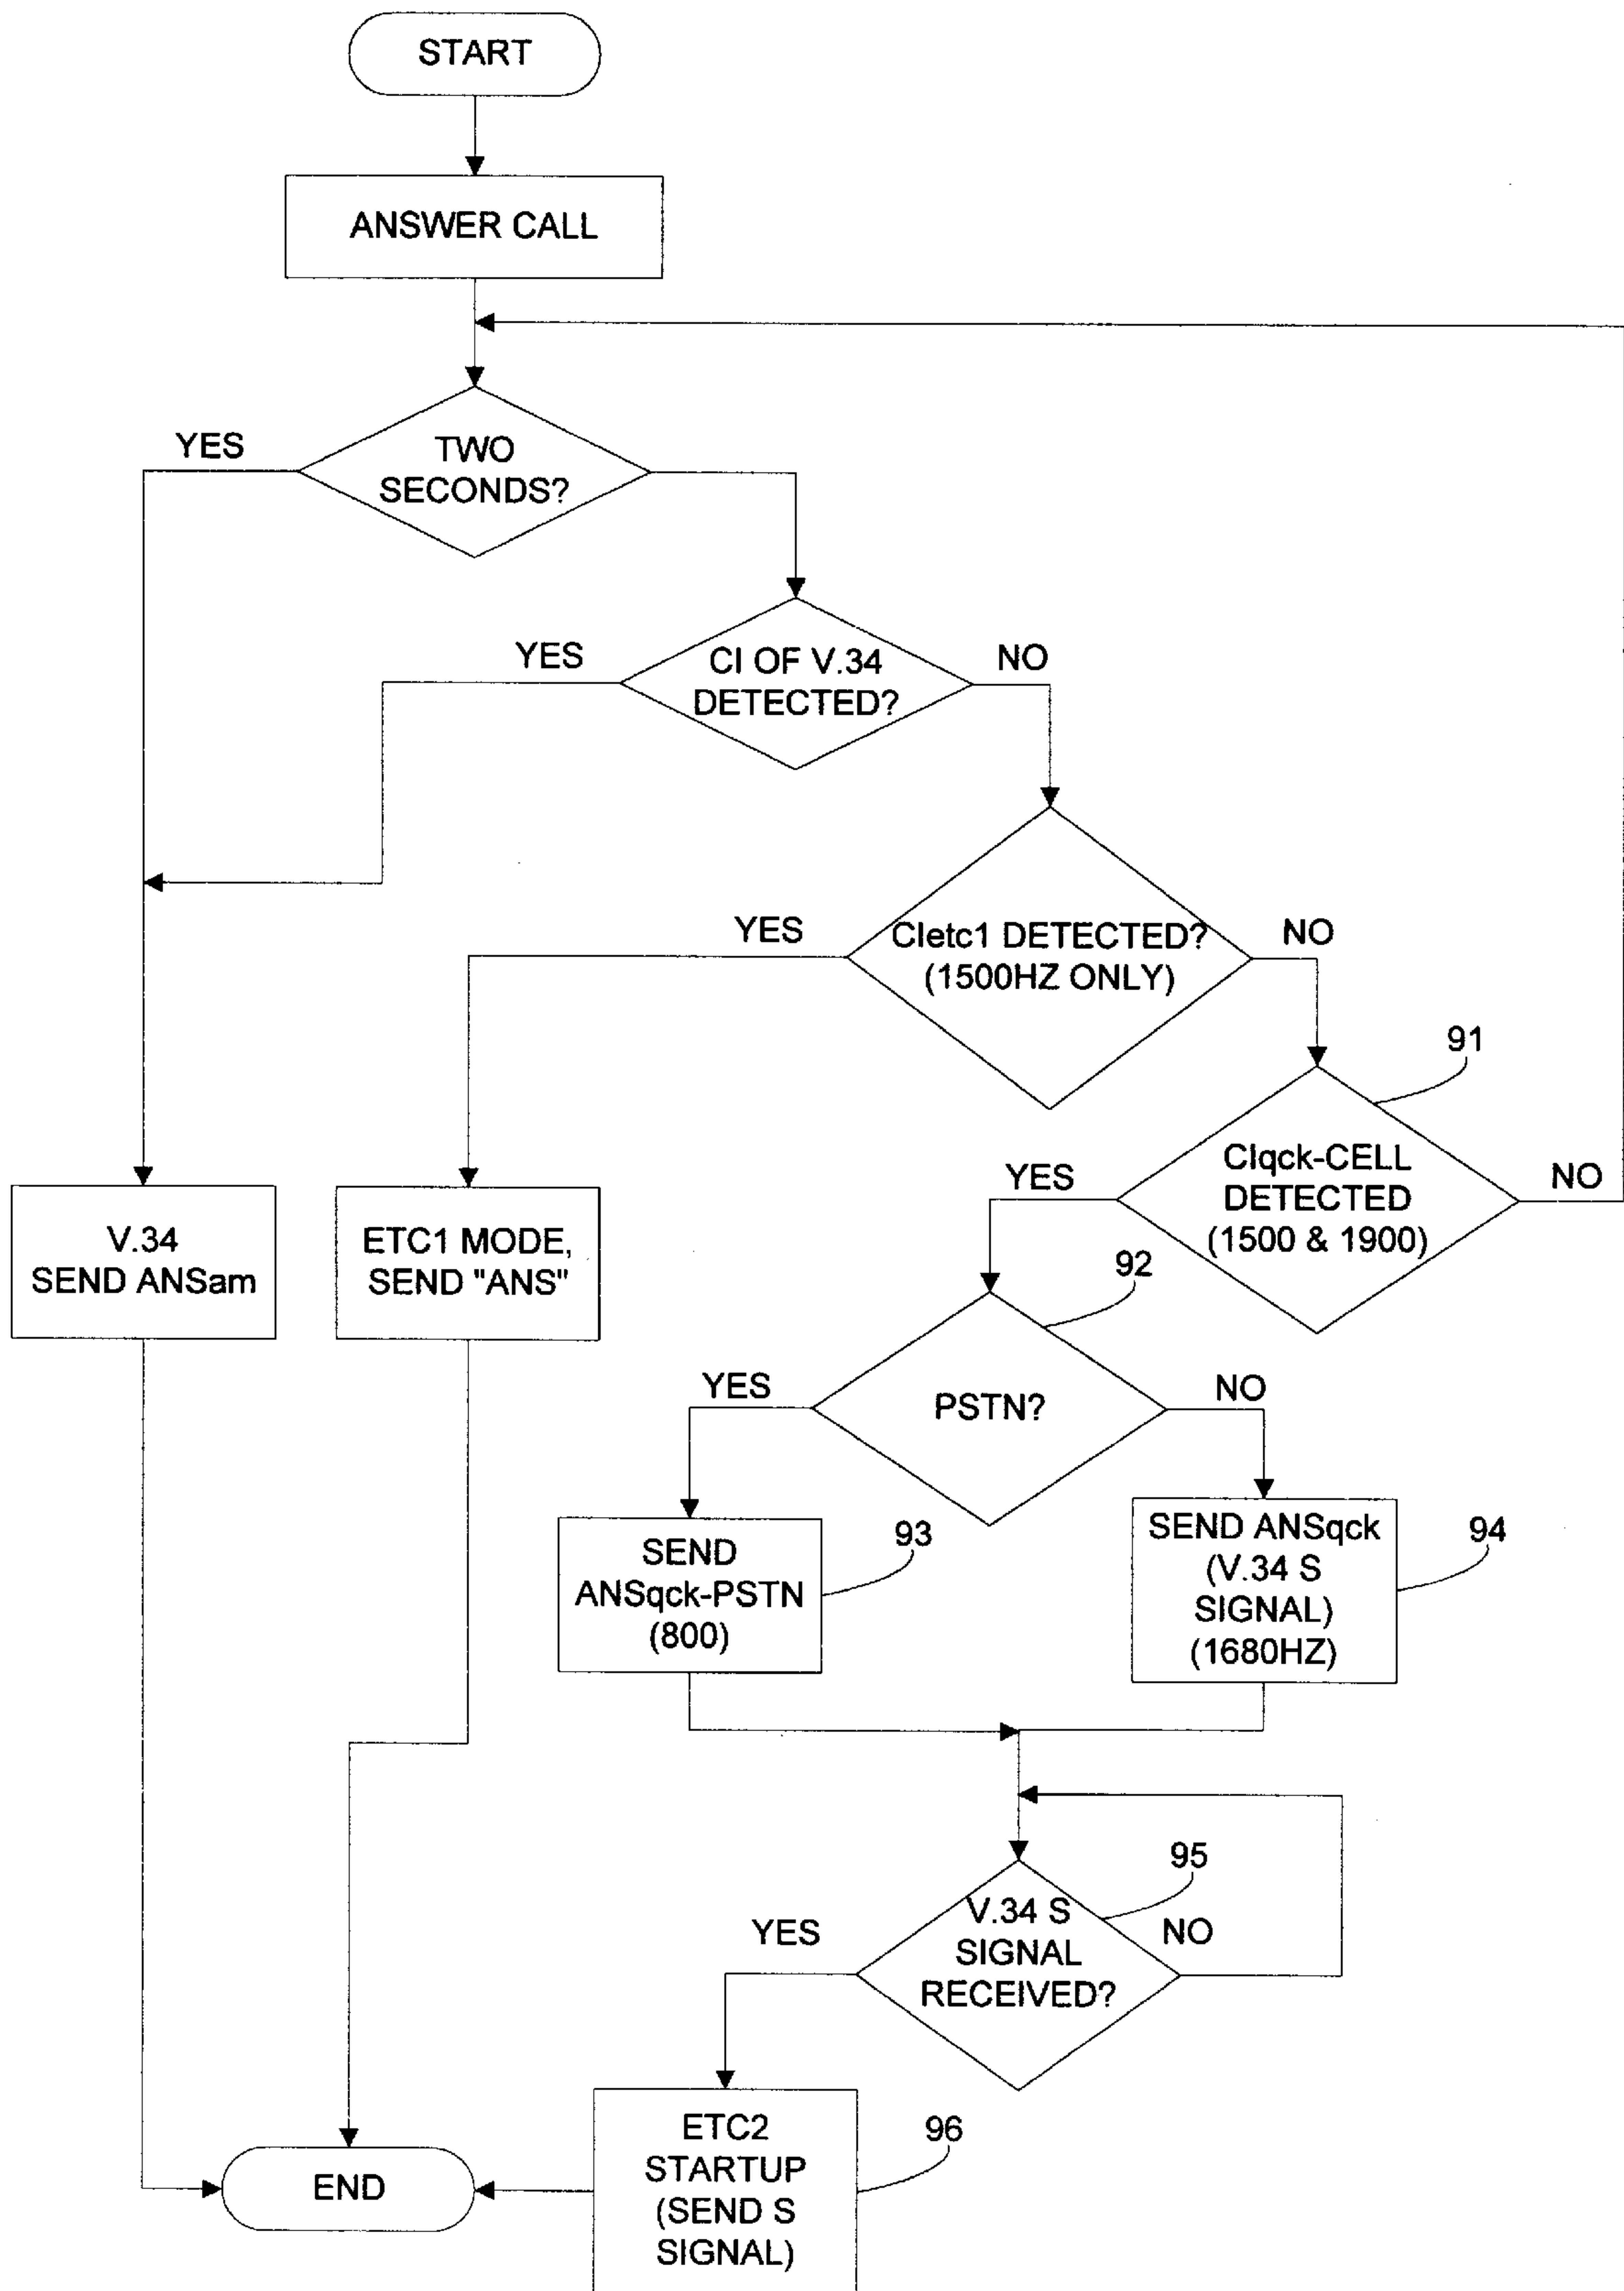 START
ANSWER CALL
YES
TWO
SECONDS?
YES
CI OF V.34
DETECTED?
NO
YES
CIetc1 DETECTED?
(1500HZ ONLY)
NO
91
YES
CIqck-CELL
DETECTED
(1500 & 1900)
NO
V.34
SEND ANSam
ETC1 MODE,
SEND "ANS"
92
YES
PSTN?
NO
SEND
ANSqck-PSTN
(800)
93
SEND ANSqck
(V.34 S
SIGNAL)
(1680HZ)
94
95
YES
V.34 S
SIGNAL
RECEIVED?
NO
ETC2
STARTUP
(SEND S
SIGNAL)
96
END